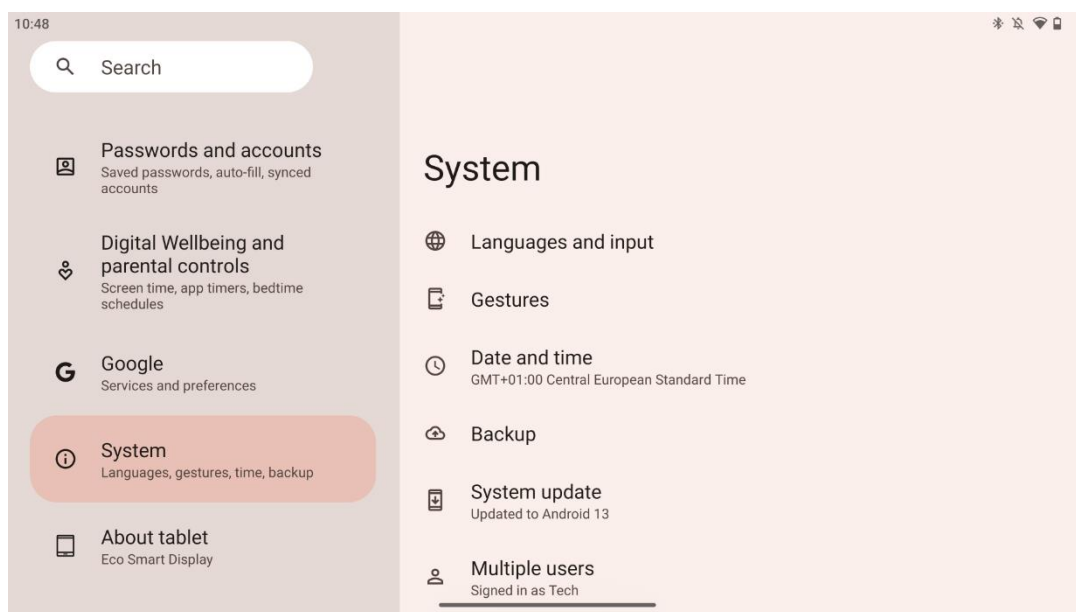 10:48
Search
Passwords and accounts
Saved passwords, auto-fill, synced
accounts
Digital Wellbeing and
parental controls
Screen time, app timers, bedtime
schedules
Google
Services and preferences
System
Languages, gestures, time, backup
About tablet
Eco Smart Display
System
Languages and input
Gestures
Date and time
GMT+01:00 Central European Standard Time
Backup
System update
Updated to Android 13
Multiple users
Signed in as Tech